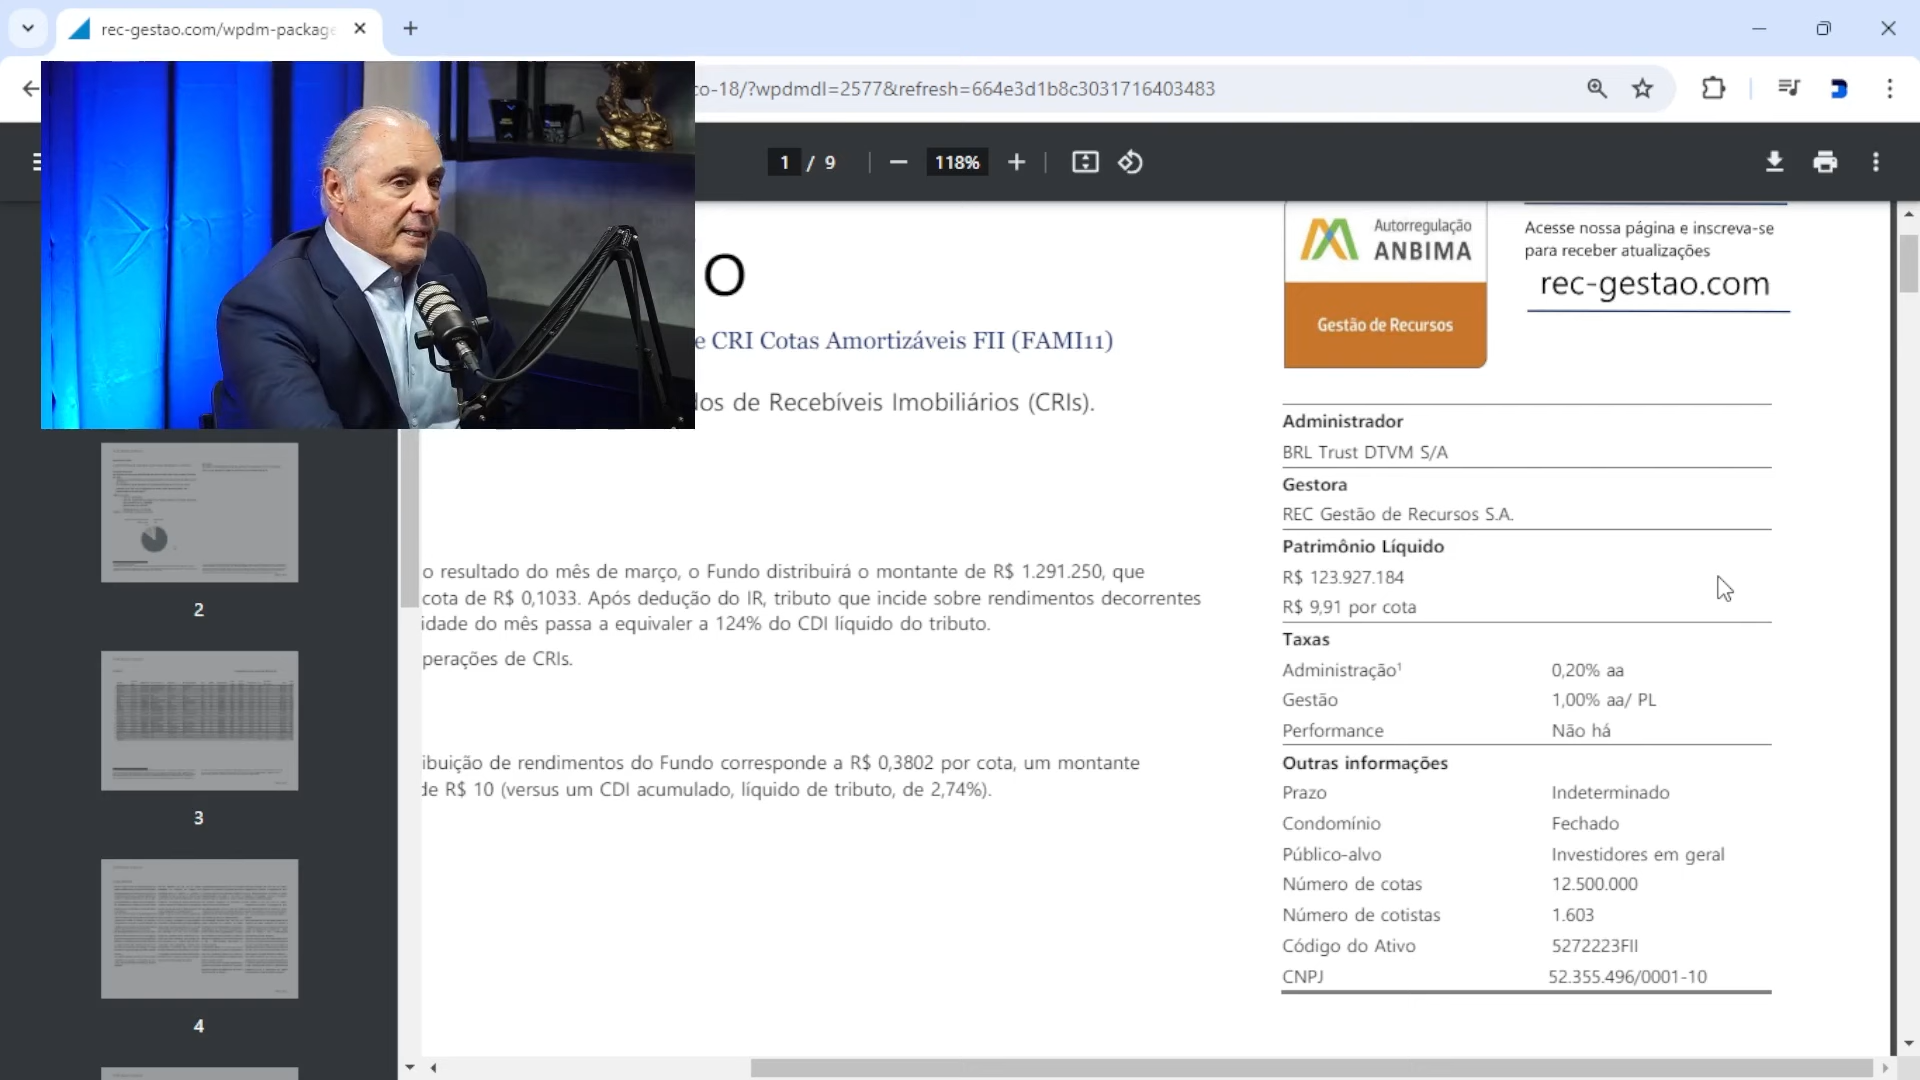 rec-gestao.com/wpdm-package
co-18/?wpdmdl=2577&refresh=664e3d1b8c3031716403483
1 / 9
118%
O
e CRI Cotas Amortizáveis FII (FAMI11)
dos de Recebíveis Imobiliários (CRIs).
o resultado do mês de março, o Fundo distribuirá o montante de R$ 1.291.250, que
cota de R$ 0,1033. Após dedução do IR, tributo que incide sobre rendimentos decorrentes
idade do mês passa a equivaler a 124% do CDI líquido do tributo.
perações de CRIs.
ibuição de rendimentos do Fundo corresponde a R$ 0,3802 por cota, um montante
de R$ 10 (versus um CDI acumulado, líquido de tributo, de 2,74%).
Autorregulação
ANBIMA
Gestão de Recursos
Acesse nossa página e inscreva-se
para receber atualizações
rec-gestao.com
Administrador
BRL Trust DTVM S/A
Gestora
REC Gestão de Recursos S.A.
Patrimônio Líquido
R$ 123.927.184
R$ 9,91 por cota
Taxas
Administração¹ 0,20% aa
Gestão 1,00% aa/ PL
Performance Não há
Outras informações
Prazo Indeterminado
Condomínio Fechado
Público-alvo Investidores em geral
Número de cotas 12.500.000
Número de cotistas 1.603
Código do Ativo 5272223FII
CNPJ 52.355.496/0001-10
2
3
4